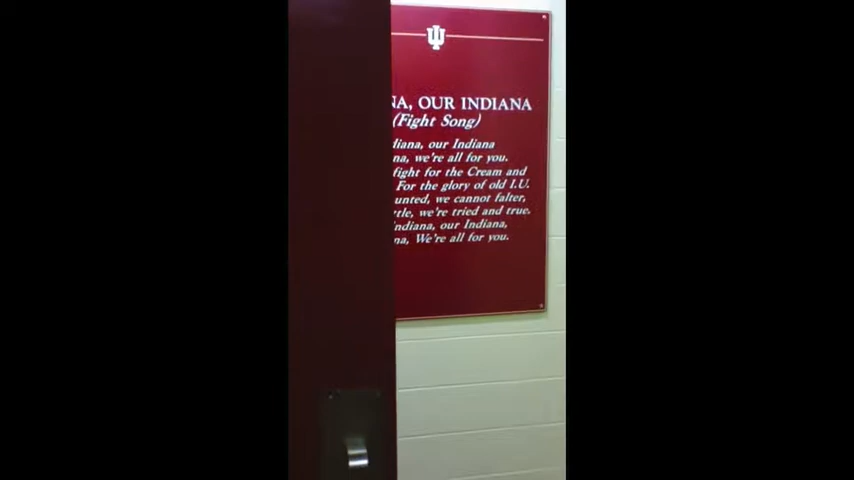 NA, OUR INDIANA
(Fight Song)
diana, our Indiana
na, we're all for you.
fight for the Cream and
For the glory of old I.U.
unted, we cannot falter,
tle, we're tried and true.
Indiana, our Indiana,
na, We're all for you.